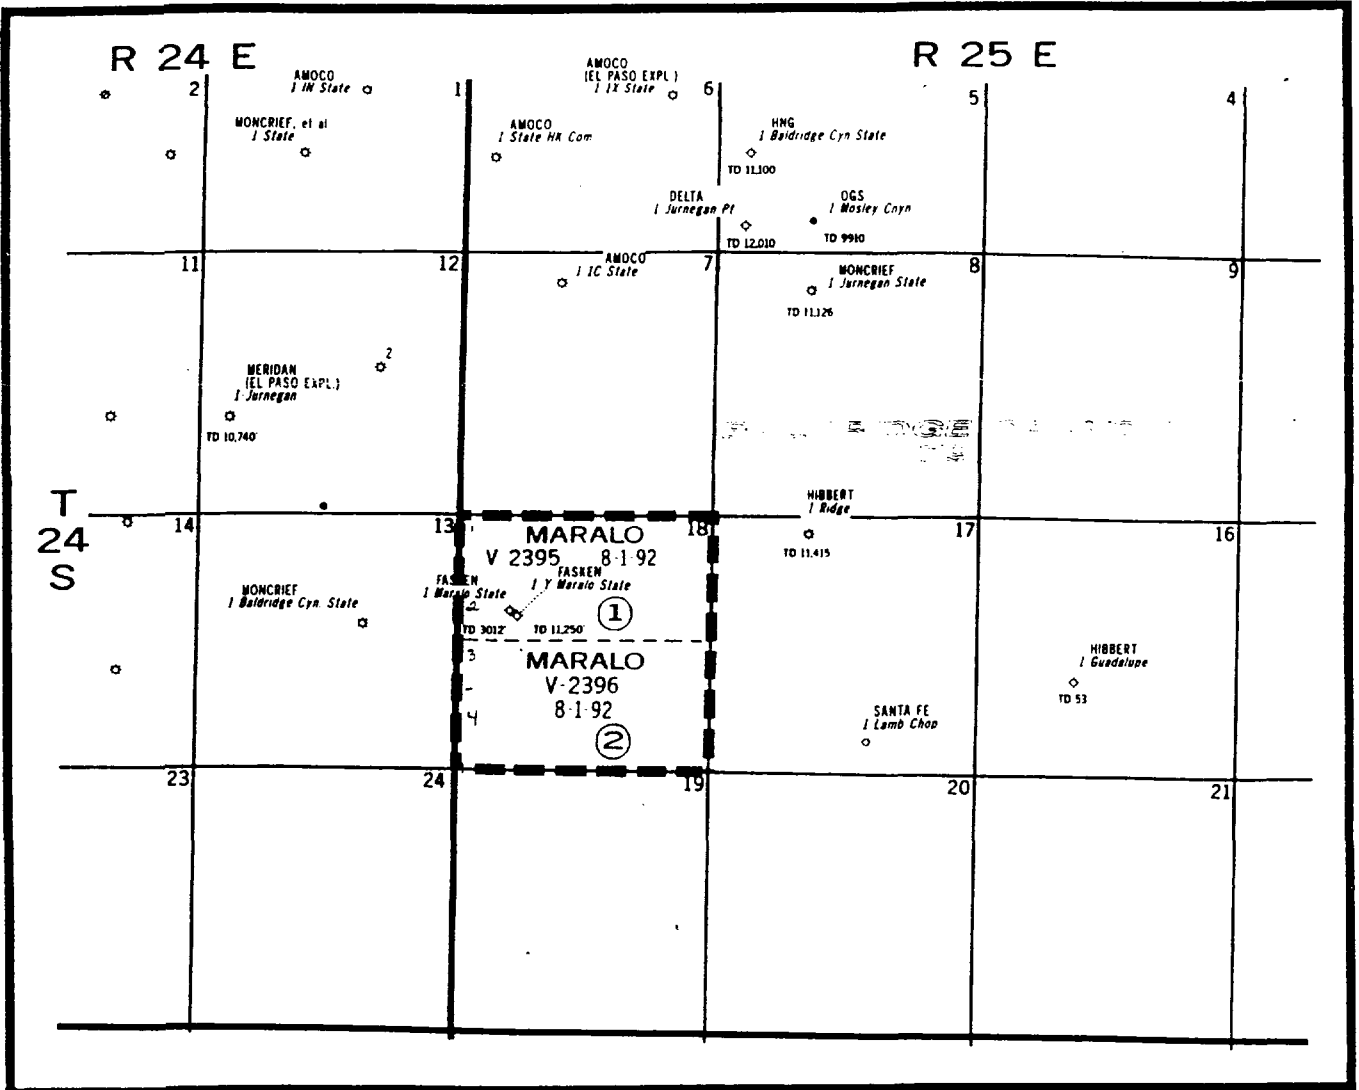 R 24 E
R 25 E
AMOCO
1 IN State
AMOCO
(EL PASO EXPL.)
1 IX State
2
1
6
5
4
MONCRIEF, et al
1 State
AMOCO
1 State HK Com
HNG
1 Baldridge Cyn State
TD 11,100
DELTA
1 Jurnegan Pt
TD 12,010
OGS
1 Mosley Cnyn
TD 9910
11
12
7
8
9
AMOCO
1 IC State
MONCRIEF
1 Jurnegan State
TD 11,126
2
MERIDAN
(EL PASO EXPL.)
1 Jurnegan
TD 10,740'
T
24
S
14
13
18
17
16
HIBBERT
1 Ridge
TD 11,415
1
MARALO
V 2395 8-1-92
FASKEN
1 Maralo State
FASKEN
1 Y Maralo State
2
1
TD 3012'
TD 11,250'
MONCRIEF
1 Baldridge Cyn. State
3
MARALO
V-2396
8-1-92
4
2
HIBBERT
1 Guadalupe
TD 53
SANTA FE
1 Lamb Chop
23
24
19
20
21